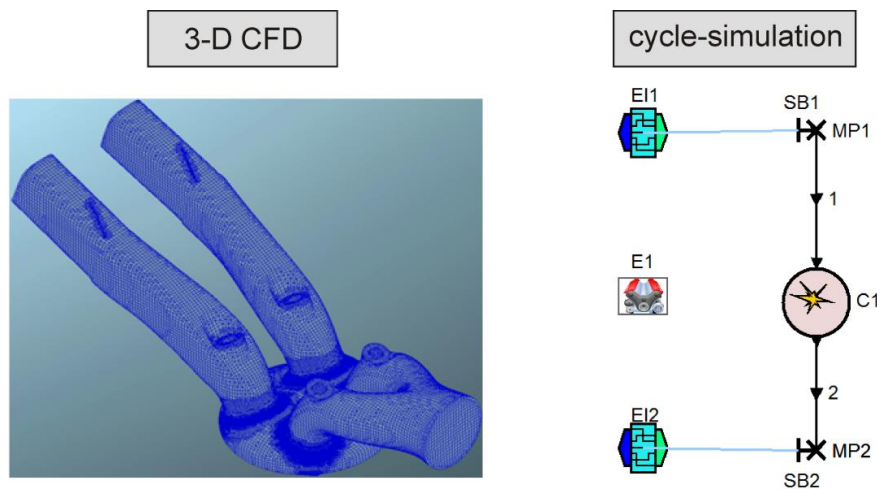 3-D CFD
cycle-simulation
EI1
SB1
MP1
1
E1
C1
2
EI2
MP2
SB2